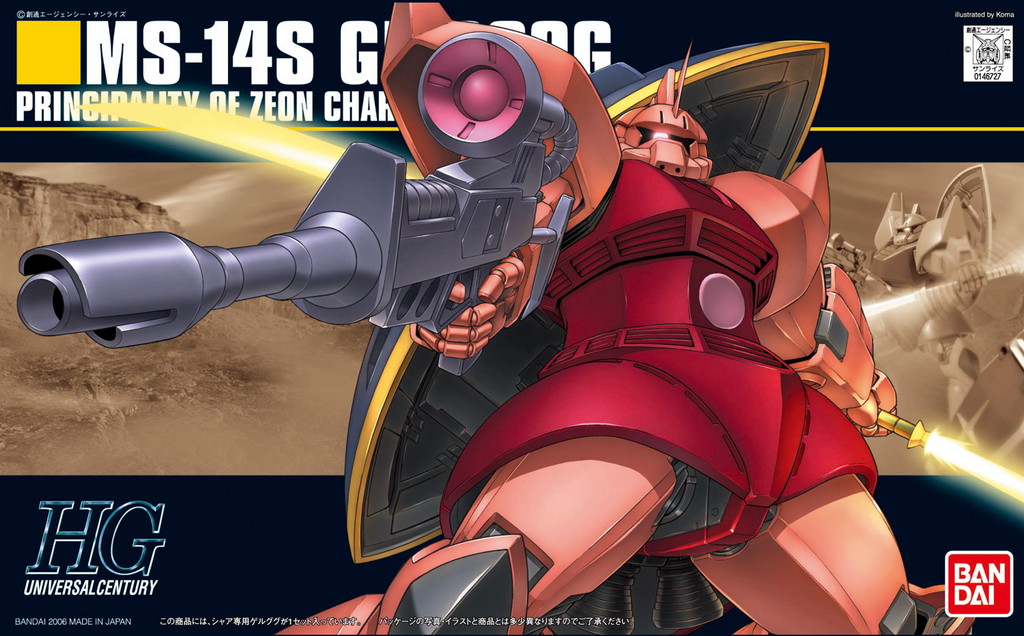 ©創通エージェンシー・サンライズ
illustrated by Koma
MS-14S
PRINCIPALITY OF ZEON CHAR
創通エージェンシー
©
サンライズ
0146727
HG
UNIVERSAL CENTURY
BAN
DAI
BANDAI 2006 MADE IN JAPAN
この商品には、シャア専用ゲルググが1セット入っています。 パッケージの写真・イラストと商品とは多少異なりますのでご了承ください